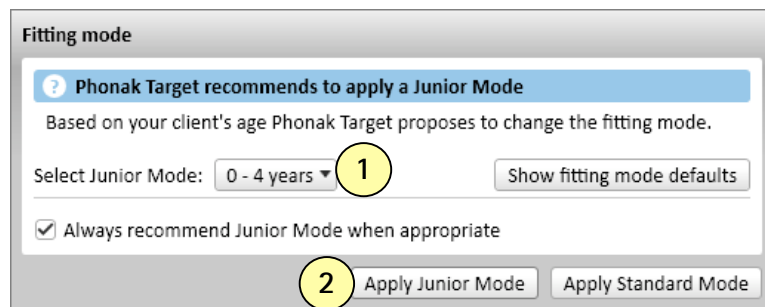 Fitting mode
? Phonak Target recommends to apply a Junior Mode
Based on your client's age Phonak Target proposes to change the fitting mode.
Select Junior Mode: 0 - 4 years 1 Show fitting mode defaults
Always recommend Junior Mode when appropriate
2 Apply Junior Mode Apply Standard Mode